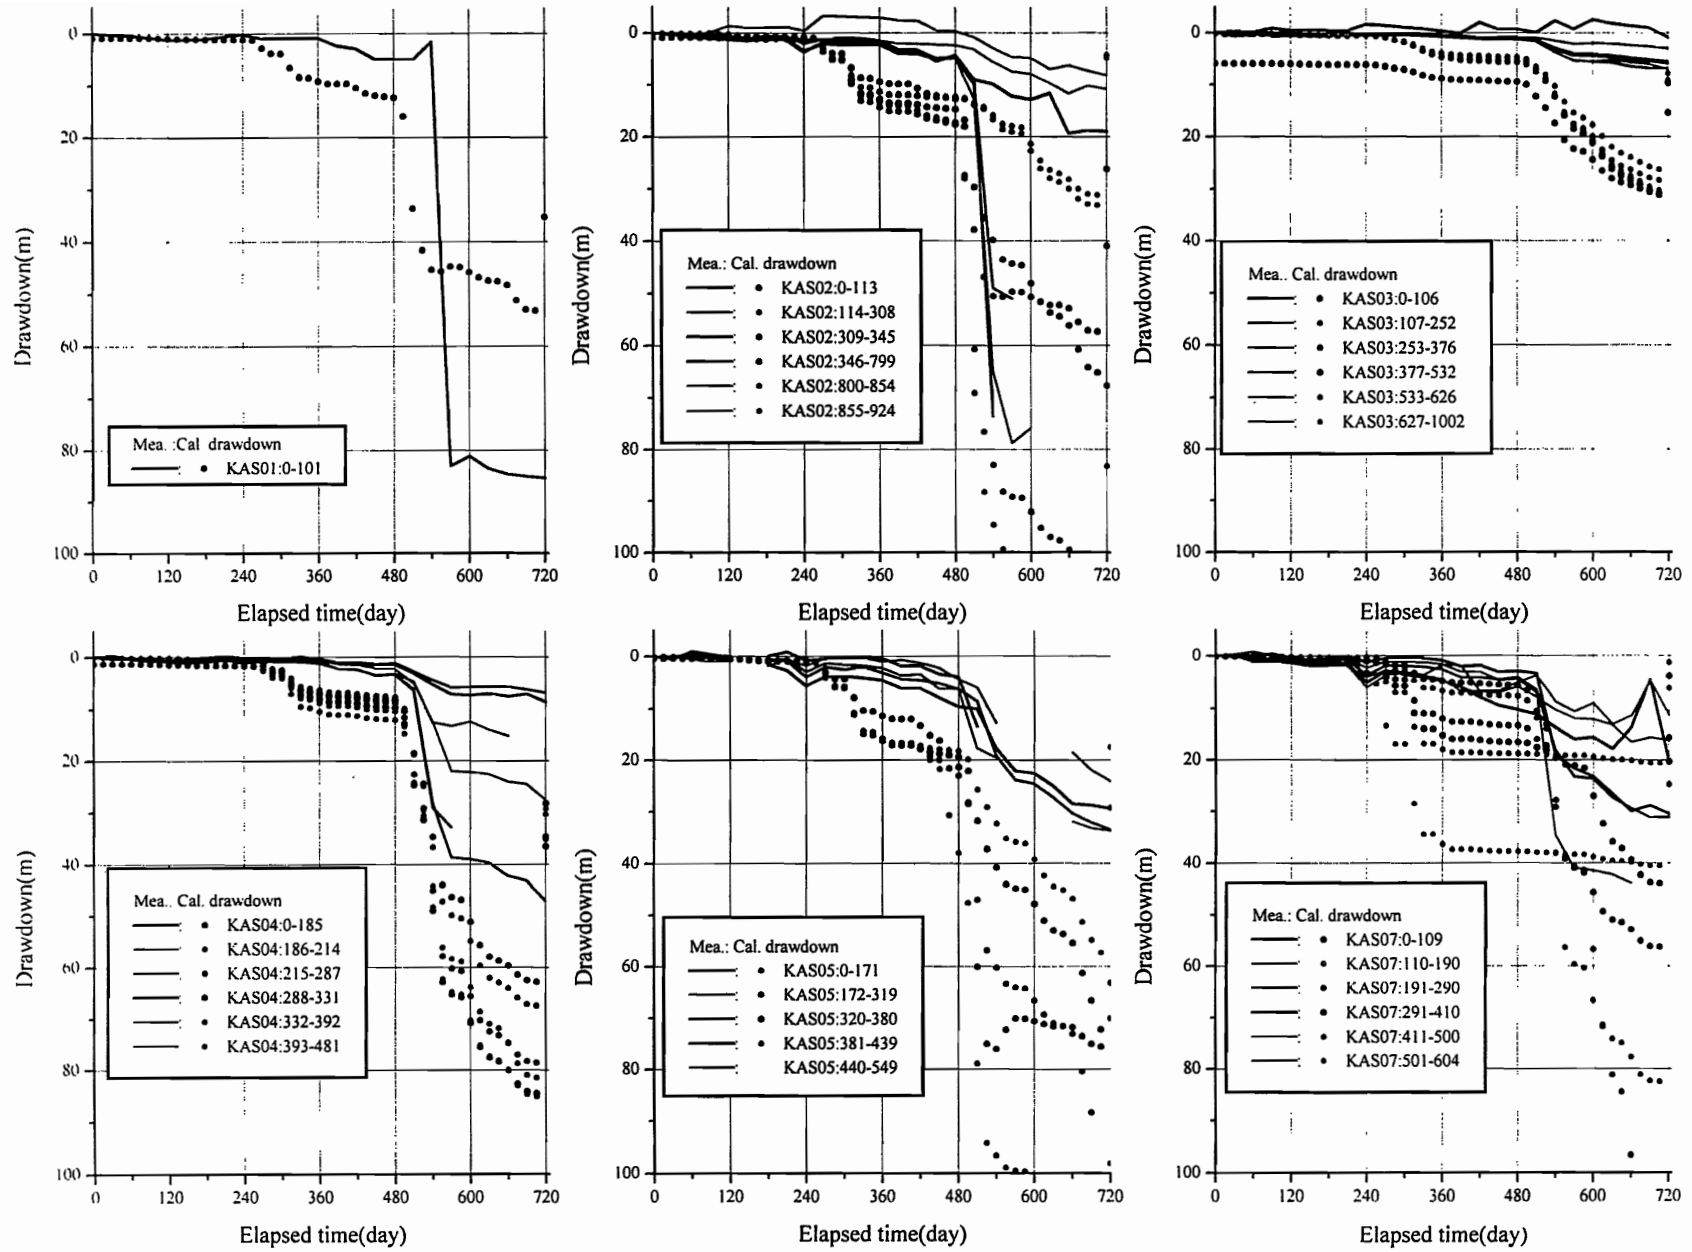 0
20
40
60
80
100
Drawdown(m)
Mea. :Cal. drawdown
: KAS01:0-101
0 120 240 360 480 600 720
Elapsed time(day)
0
20
40
60
80
100
Drawdown(m)
Mea.: Cal. drawdown
: KAS02:0-113
: KAS02:114-308
: KAS02:309-345
: KAS02:346-799
: KAS02:800-854
: KAS02:855-924
0 120 240 360 480 600 720
Elapsed time(day)
0
20
40
60
80
100
Drawdown(m)
Mea.. Cal. drawdown
: KAS03:0-106
: KAS03:107-252
: KAS03:253-376
: KAS03:377-532
: KAS03:533-626
: KAS03:627-1002
0 120 240 360 480 600 720
Elapsed time(day)
0
20
40
60
80
100
Drawdown(m)
Mea.. Cal. drawdown
: KAS04:0-185
: KAS04:186-214
: KAS04:215-287
: KAS04:288-331
: KAS04:332-392
: KAS04:393-481
0 120 240 360 480 600 720
Elapsed time(day)
0
20
40
60
80
100
Drawdown(m)
Mea.: Cal. drawdown
: KAS05:0-171
: KAS05:172-319
: KAS05:320-380
: KAS05:381-439
: KAS05:440-549
0 120 240 360 480 600 720
Elapsed time(day)
0
20
40
60
80
100
Drawdown(m)
Mea.: Cal. drawdown
: KAS07:0-109
: KAS07:110-190
: KAS07:191-290
: KAS07:291-410
: KAS07:411-500
: KAS07:501-604
0 120 240 360 480 600 720
Elapsed time(day)